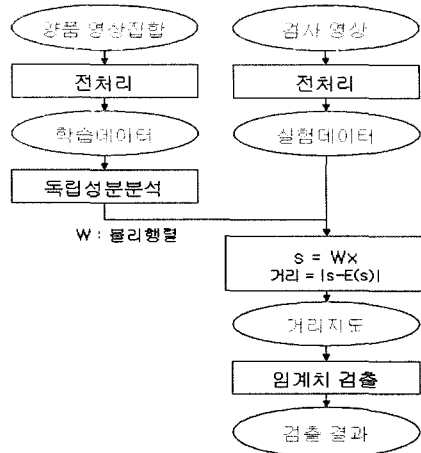 양품 영상집합
검사 영상
전처리
전처리
학습데이터
실험데이터
독립성분분석
W : 분리행렬
s = Wx
거리 = |s-E(s)|
거리지도
임계치 검출
검출 결과